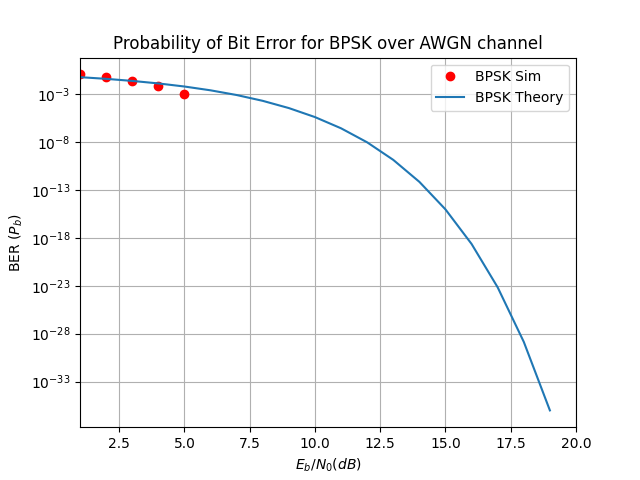 Probability of Bit Error for BPSK over AWGN channel
BPSK Sim
BPSK Theory
10⁻³
10⁻⁸
10⁻¹³
10⁻¹⁸
10⁻²³
10⁻²⁸
10⁻³³
BER (P_b)
2.5 5.0 7.5 10.0 12.5 15.0 17.5 20.0
E_b/N_0(dB)